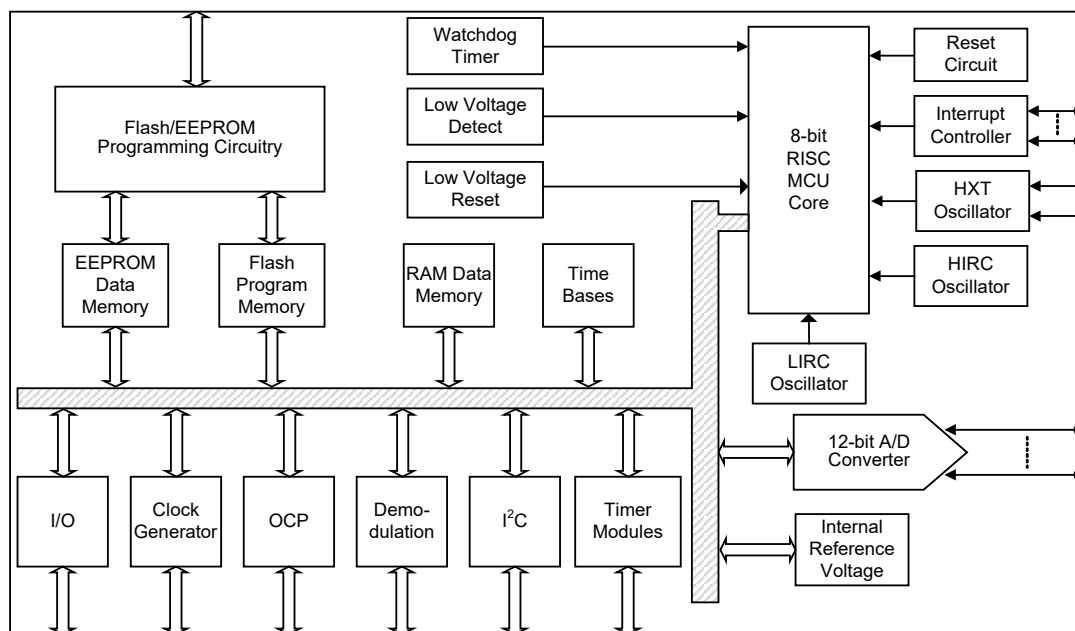 Watchdog
Timer
Low Voltage
Detect
Low Voltage
Reset
Flash/EEPROM
Programming Circuitry
8-bit
RISC
MCU
Core
Reset
Circuit
Interrupt
Controller
HXT
Oscillator
HIRC
Oscillator
LIRC
Oscillator
EEPROM
Data
Memory
Flash
Program
Memory
RAM Data
Memory
Time
Bases
12-bit A/D
Converter
Internal
Reference
Voltage
I/O
Clock
Generator
OCP
Demo-
dulation
I²C
Timer
Modules